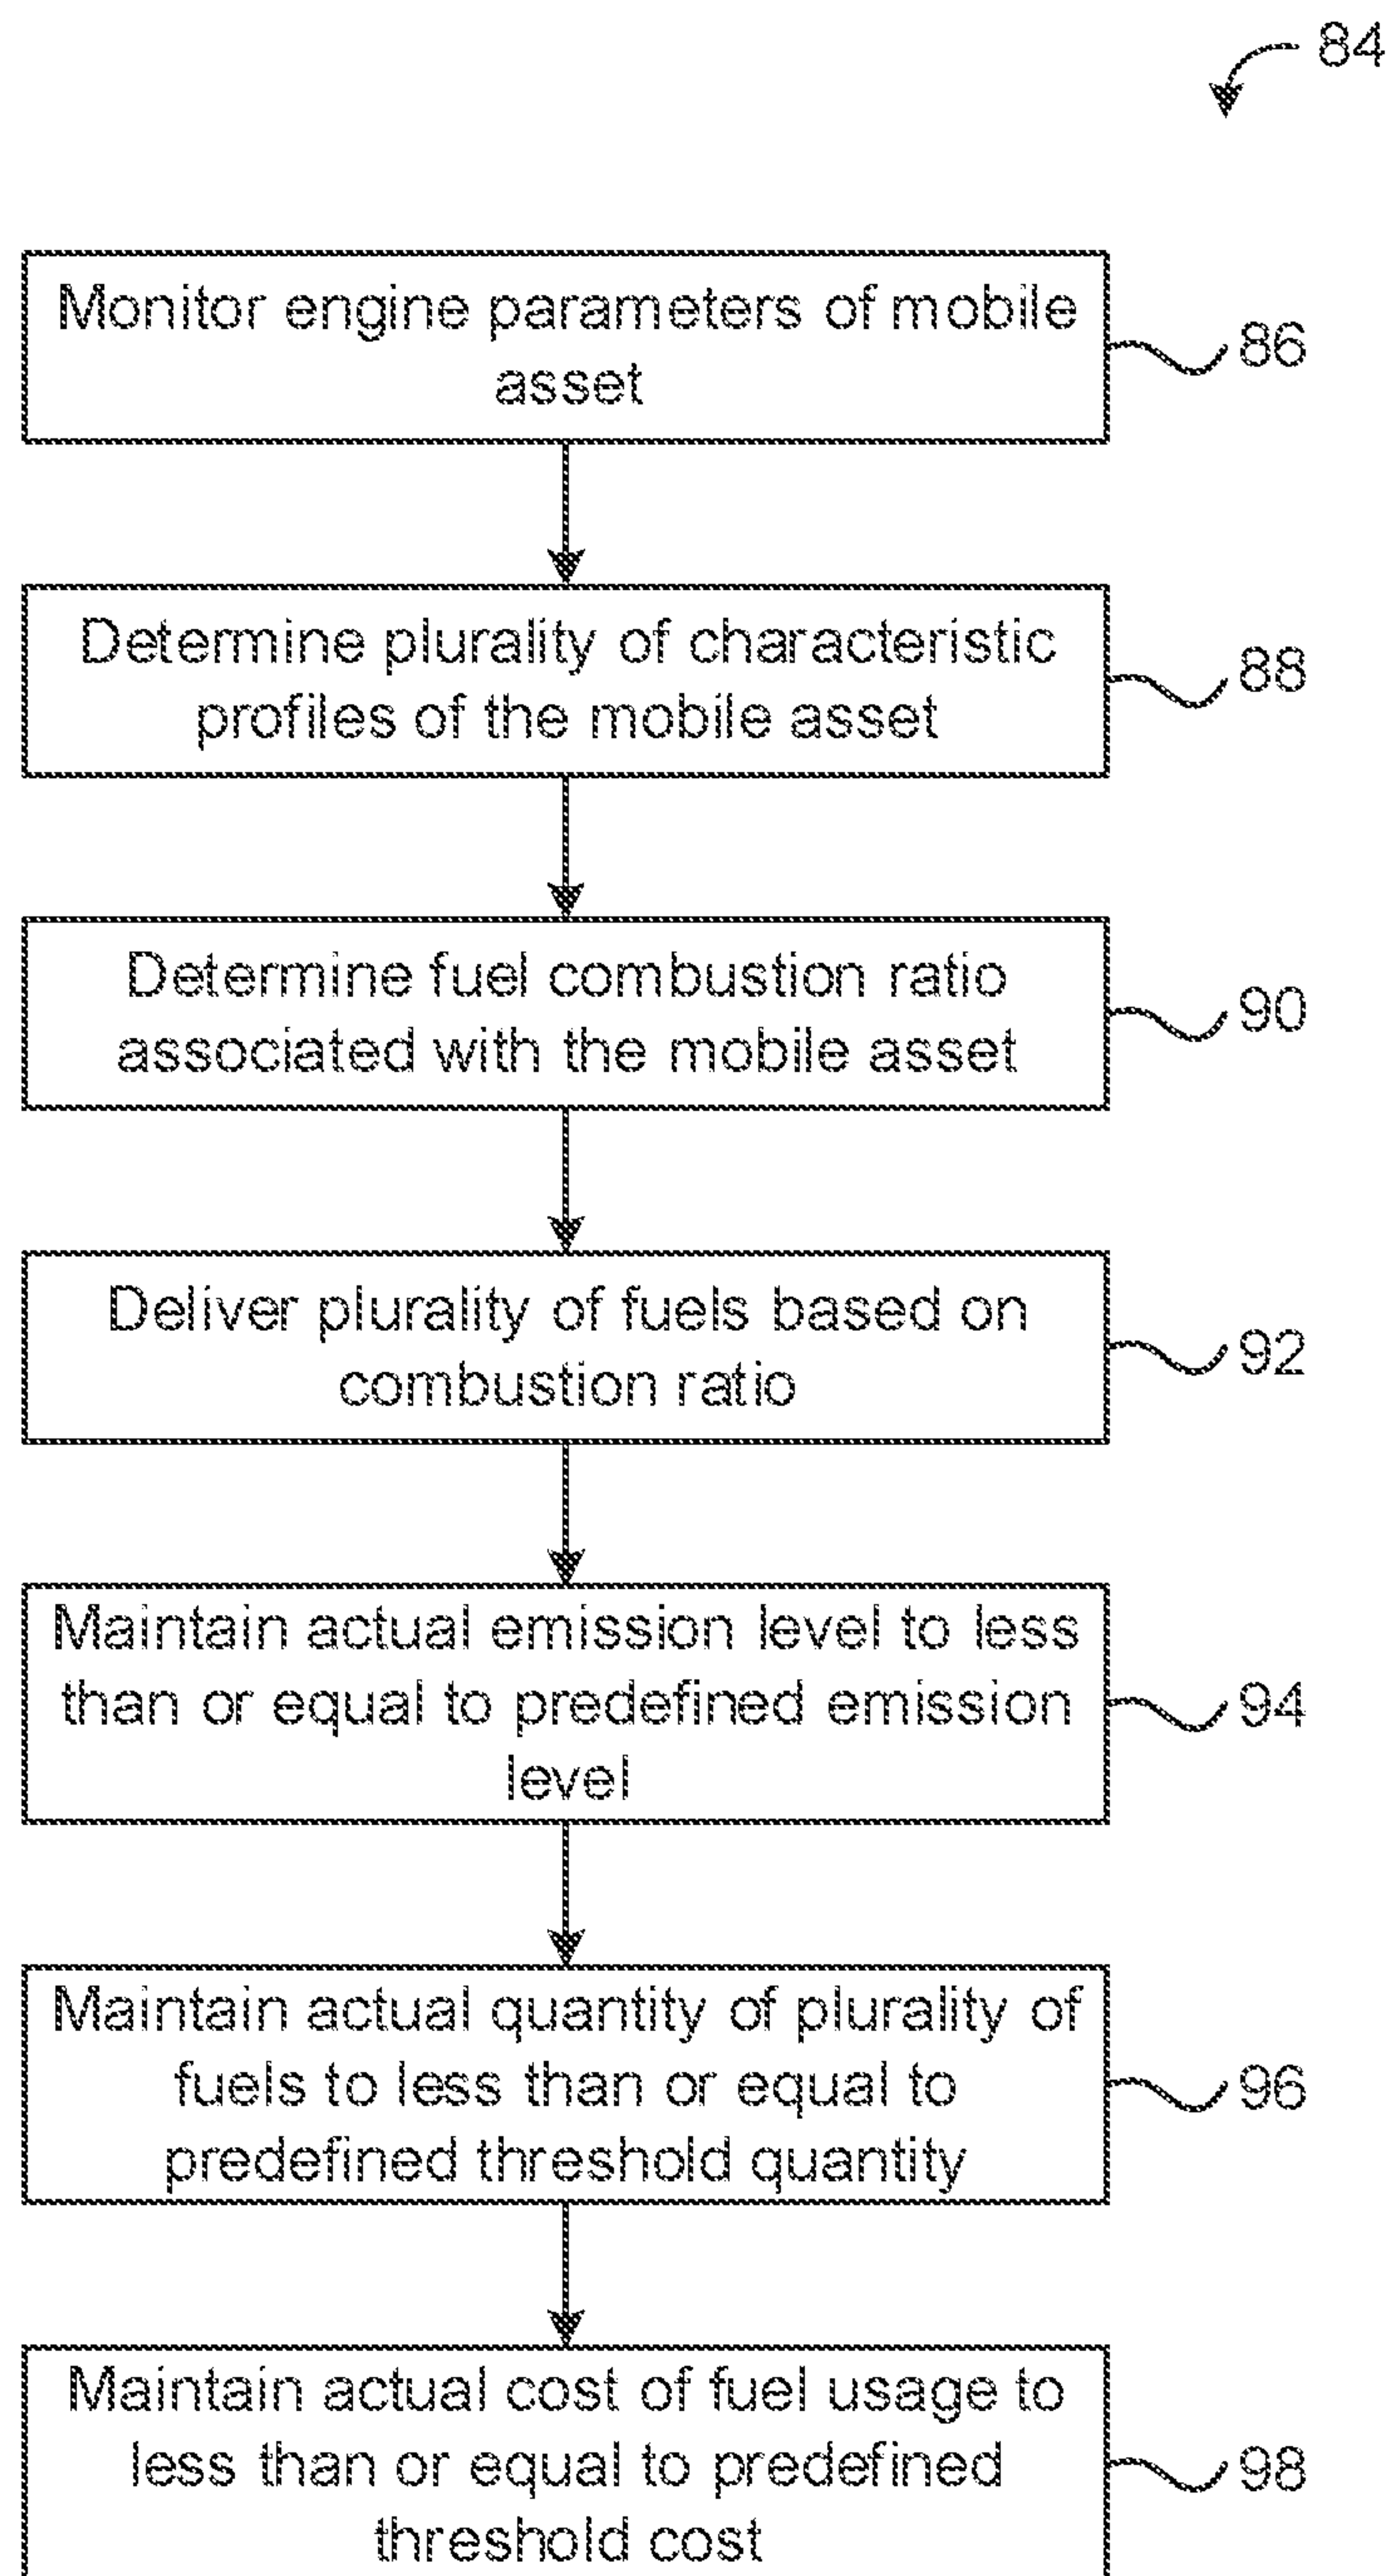 84
Monitor engine parameters of mobile
asset
86
Determine plurality of characteristic
profiles of the mobile asset
88
Determine fuel combustion ratio
associated with the mobile asset
90
Deliver plurality of fuels based on
combustion ratio
92
Maintain actual emission level to less
than or equal to predefined emission
level
94
Maintain actual quantity of plurality of
fuels to less than or equal to
predefined threshold quantity
96
Maintain actual cost of fuel usage to
less than or equal to predefined
threshold cost
98